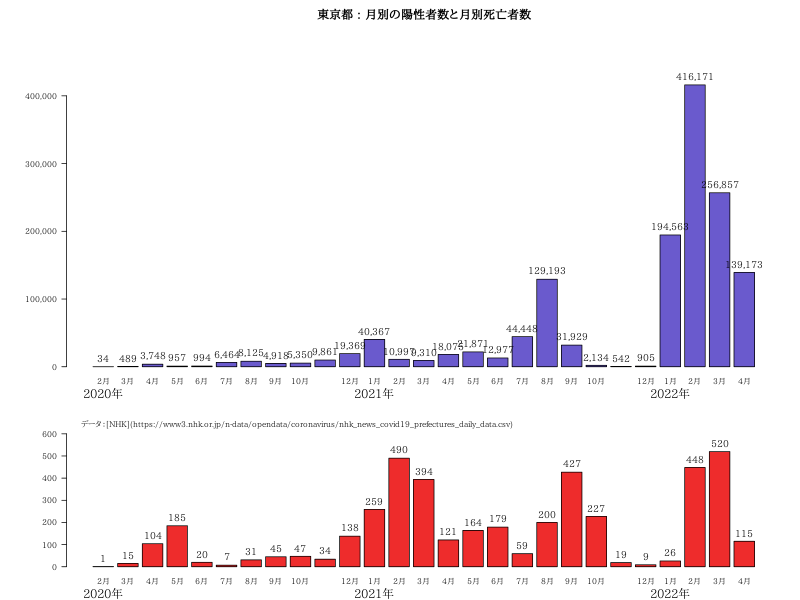 東京都：月別の陽性者数と月別死亡者数
416,171
400,000
300,000
256,857
200,000
194,563
139,173
129,193
100,000
44,448
40,367
31,929
34 489 3,748 957 994 6,464 8,125 4,918 5,350 9,861 19,369 10,997 9,310 18,075 21,871 12,977 2,134 542 905
0
2月 3月 4月 5月 6月 7月 8月 9月 10月 12月 1月 2月 3月 4月 5月 6月 7月 8月 9月 10月 12月 1月 2月 3月 4月
2020年 2021年 2022年
データ:[NHK](https://www3.nhk.or.jp/n-data/opendata/coronavirus/nhk_news_covid19_prefectures_daily_data.csv)
600
500
400
300
200
100
0
1 15 104 185 20 7 31 45 47 34 138 259 490 394 121 164 179 59 200 427 227 19 9 26 448 520 115
2月 3月 4月 5月 6月 7月 8月 9月 10月 12月 1月 2月 3月 4月 5月 6月 7月 8月 9月 10月 12月 1月 2月 3月 4月
2020年 2021年 2022年